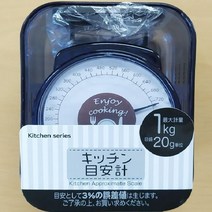 Enjoy
cooking!
Kitchen series
最大計量
1kg
目盛20g単位
キッチン
目安計
Kitchen Approximate Scale
目安として3%の誤差値は生じます。
ご了承の上、お買い求めください。